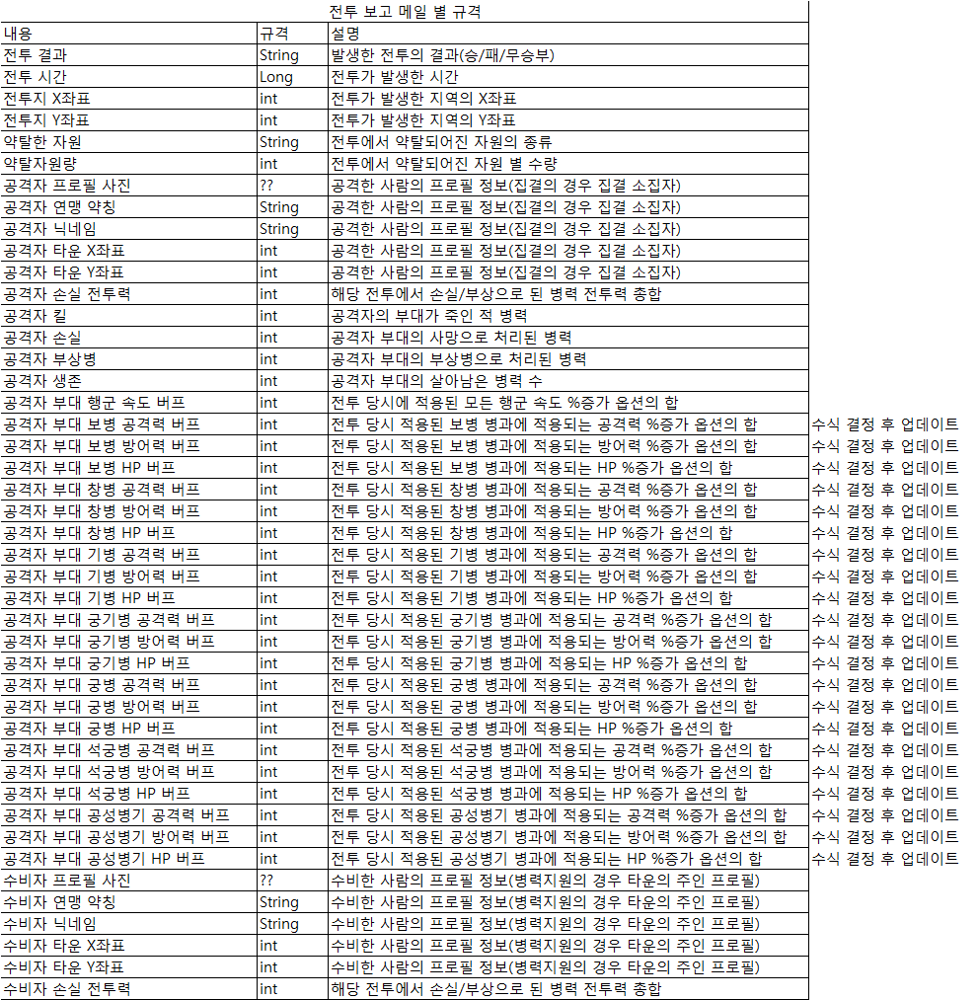 전투 보고 메일 별 규격
내용 규격 설명
전투 결과 String 발생한 전투의 결과(승/패/무승부)
전투 시간 Long 전투가 발생한 시간
전투지 X좌표 int 전투가 발생한 지역의 X좌표
전투지 Y좌표 int 전투가 발생한 지역의 Y좌표
약탈한 자원 String 전투에서 약탈되어진 자원의 종류
약탈자원량 int 전투에서 약탈되어진 자원 별 수량
공격자 프로필 사진 ?? 공격한 사람의 프로필 정보(집결의 경우 집결 소집자)
공격자 연맹 약칭 String 공격한 사람의 프로필 정보(집결의 경우 집결 소집자)
공격자 닉네임 String 공격한 사람의 프로필 정보(집결의 경우 집결 소집자)
공격자 타운 X좌표 int 공격한 사람의 프로필 정보(집결의 경우 집결 소집자)
공격자 타운 Y좌표 int 공격한 사람의 프로필 정보(집결의 경우 집결 소집자)
공격자 손실 전투력 int 해당 전투에서 손실/부상으로 된 병력 전투력 총합
공격자 킬 int 공격자의 부대가 죽인 적 병력
공격자 손실 int 공격자 부대의 사망으로 처리된 병력
공격자 부상병 int 공격자 부대의 부상병으로 처리된 병력
공격자 생존 int 공격자 부대의 살아남은 병력 수
공격자 부대 행군 속도 버프 int 전투 당시에 적용된 모든 행군 속도 %증가 옵션의 합
공격자 부대 보병 공격력 버프 int 전투 당시 적용된 보병 병과에 적용되는 공격력 %증가 옵션의 합 수식 결정 후 업데이트
공격자 부대 보병 방어력 버프 int 전투 당시 적용된 보병 병과에 적용되는 방어력 %증가 옵션의 합 수식 결정 후 업데이트
공격자 부대 보병 HP 버프 int 전투 당시 적용된 보병 병과에 적용되는 HP %증가 옵션의 합 수식 결정 후 업데이트
공격자 부대 창병 공격력 버프 int 전투 당시 적용된 창병 병과에 적용되는 공격력 %증가 옵션의 합 수식 결정 후 업데이트
공격자 부대 창병 방어력 버프 int 전투 당시 적용된 창병 병과에 적용되는 방어력 %증가 옵션의 합 수식 결정 후 업데이트
공격자 부대 창병 HP 버프 int 전투 당시 적용된 창병 병과에 적용되는 HP %증가 옵션의 합 수식 결정 후 업데이트
공격자 부대 기병 공격력 버프 int 전투 당시 적용된 기병 병과에 적용되는 공격력 %증가 옵션의 합 수식 결정 후 업데이트
공격자 부대 기병 방어력 버프 int 전투 당시 적용된 기병 병과에 적용되는 방어력 %증가 옵션의 합 수식 결정 후 업데이트
공격자 부대 기병 HP 버프 int 전투 당시 적용된 기병 병과에 적용되는 HP %증가 옵션의 합 수식 결정 후 업데이트
공격자 부대 궁기병 공격력 버프 int 전투 당시 적용된 궁기병 병과에 적용되는 공격력 %증가 옵션의 합 수식 결정 후 업데이트
공격자 부대 궁기병 방어력 버프 int 전투 당시 적용된 궁기병 병과에 적용되는 방어력 %증가 옵션의 합 수식 결정 후 업데이트
공격자 부대 궁기병 HP 버프 int 전투 당시 적용된 궁기병 병과에 적용되는 HP %증가 옵션의 합 수식 결정 후 업데이트
공격자 부대 궁병 공격력 버프 int 전투 당시 적용된 궁병 병과에 적용되는 공격력 %증가 옵션의 합 수식 결정 후 업데이트
공격자 부대 궁병 방어력 버프 int 전투 당시 적용된 궁병 병과에 적용되는 방어력 %증가 옵션의 합 수식 결정 후 업데이트
공격자 부대 궁병 HP 버프 int 전투 당시 적용된 궁병 병과에 적용되는 HP %증가 옵션의 합 수식 결정 후 업데이트
공격자 부대 석궁병 공격력 버프 int 전투 당시 적용된 석궁병 병과에 적용되는 공격력 %증가 옵션의 합 수식 결정 후 업데이트
공격자 부대 석궁병 방어력 버프 int 전투 당시 적용된 석궁병 병과에 적용되는 방어력 %증가 옵션의 합 수식 결정 후 업데이트
공격자 부대 석궁병 HP 버프 int 전투 당시 적용된 석궁병 병과에 적용되는 HP %증가 옵션의 합 수식 결정 후 업데이트
공격자 부대 공성병기 공격력 버프 int 전투 당시 적용된 공성병기 병과에 적용되는 공격력 %증가 옵션의 합 수식 결정 후 업데이트
공격자 부대 공성병기 방어력 버프 int 전투 당시 적용된 공성병기 병과에 적용되는 방어력 %증가 옵션의 합 수식 결정 후 업데이트
공격자 부대 공성병기 HP 버프 int 전투 당시 적용된 공성병기 병과에 적용되는 HP %증가 옵션의 합 수식 결정 후 업데이트
수비자 프로필 사진 ?? 수비한 사람의 프로필 정보(병력지원의 경우 타운의 주인 프로필)
수비자 연맹 약칭 String 수비한 사람의 프로필 정보(병력지원의 경우 타운의 주인 프로필)
수비자 닉네임 String 수비한 사람의 프로필 정보(병력지원의 경우 타운의 주인 프로필)
수비자 타운 X좌표 int 수비한 사람의 프로필 정보(병력지원의 경우 타운의 주인 프로필)
수비자 타운 Y좌표 int 수비한 사람의 프로필 정보(병력지원의 경우 타운의 주인 프로필)
수비자 손실 전투력 int 해당 전투에서 손실/부상으로 된 병력 전투력 총합